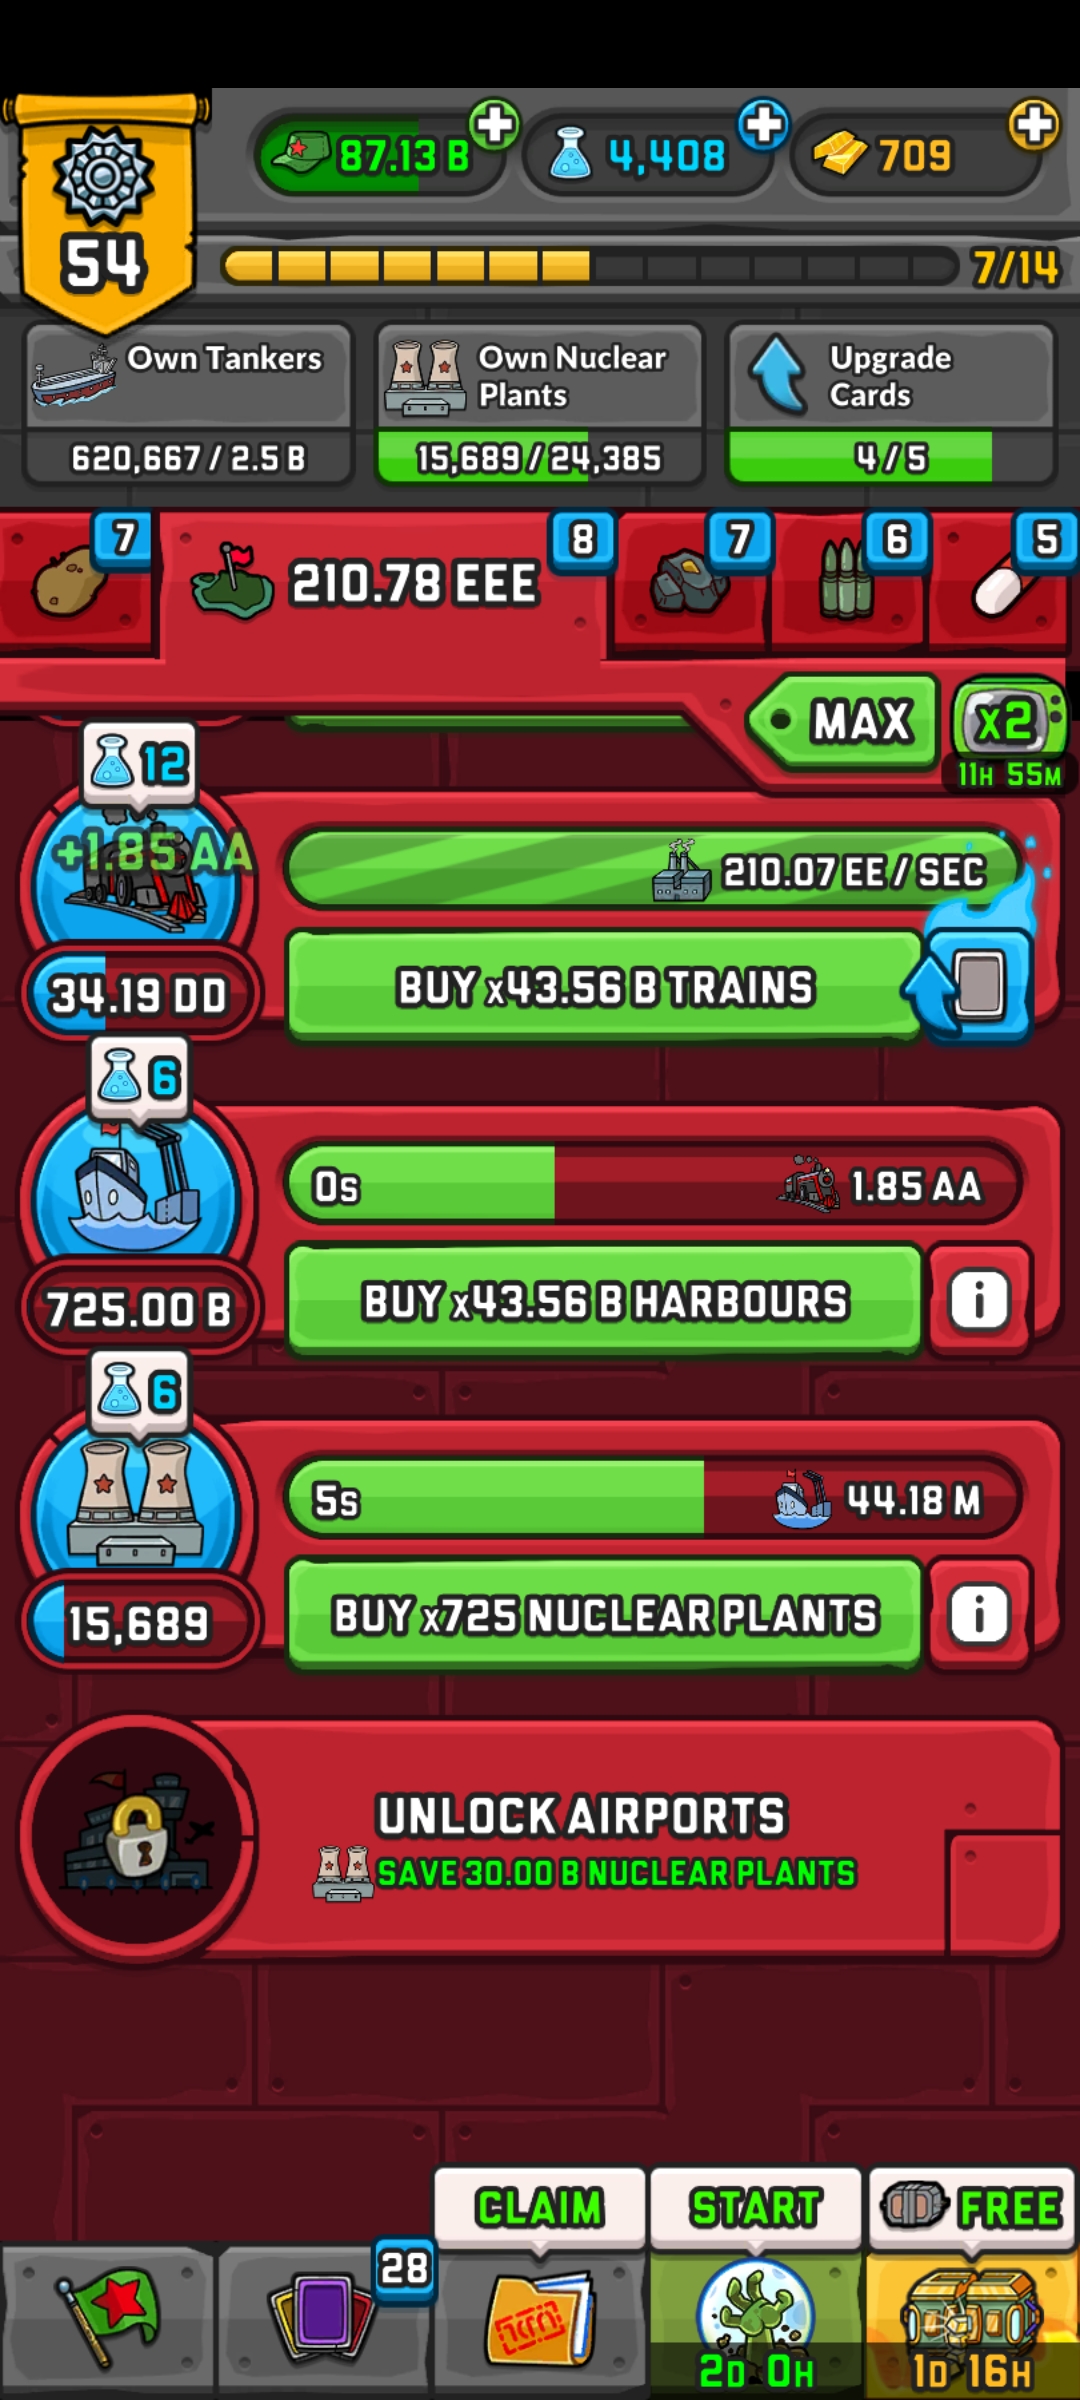 54
87.13 B
4,408
709
7/14
Own Tankers
620,667 / 2.5 B
Own Nuclear
Plants
15,689 / 24,385
Upgrade
Cards
4 / 5
7
210.78 EEE
8
7
6
5
MAX
x2
11H 55M
12
+1.85 AA
210.07 EE / SEC
34.19 DD
BUY x43.56 B TRAINS
6
0s
1.85 AA
725.00 B
BUY x43.56 B HARBOURS
i
6
5s
44.18 M
15,689
BUY x725 NUCLEAR PLANTS
i
UNLOCK AIRPORTS
SAVE 30.00 B NUCLEAR PLANTS
CLAIM
START
FREE
28
2D 0H
1D 16H